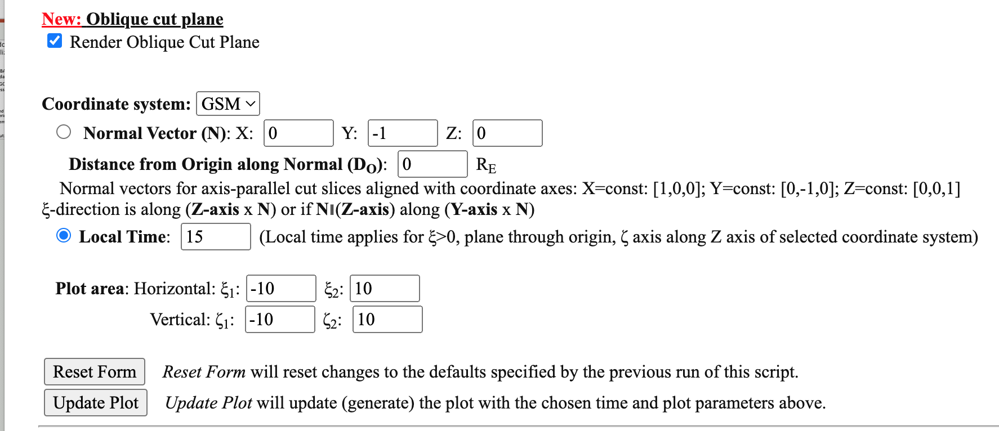 New: Oblique cut plane
Render Oblique Cut Plane
Coordinate system: GSM
Normal Vector (N): X: 0 Y: -1 Z: 0
Distance from Origin along Normal (DO): 0 RE
Normal vectors for axis-parallel cut slices aligned with coordinate axes: X=const: [1,0,0]; Y=const: [0,-1,0]; Z=const: [0,0,1]
ξ-direction is along (Z-axis x N) or if N∥(Z-axis) along (Y-axis x N)
Local Time: 15 (Local time applies for ξ>0, plane through origin, ζ axis along Z axis of selected coordinate system)
Plot area: Horizontal: ξ1: -10 ξ2: 10
Vertical: ζ1: -10 ζ2: 10
Reset Form Reset Form will reset changes to the defaults specified by the previous run of this script.
Update Plot Update Plot will update (generate) the plot with the chosen time and plot parameters above.